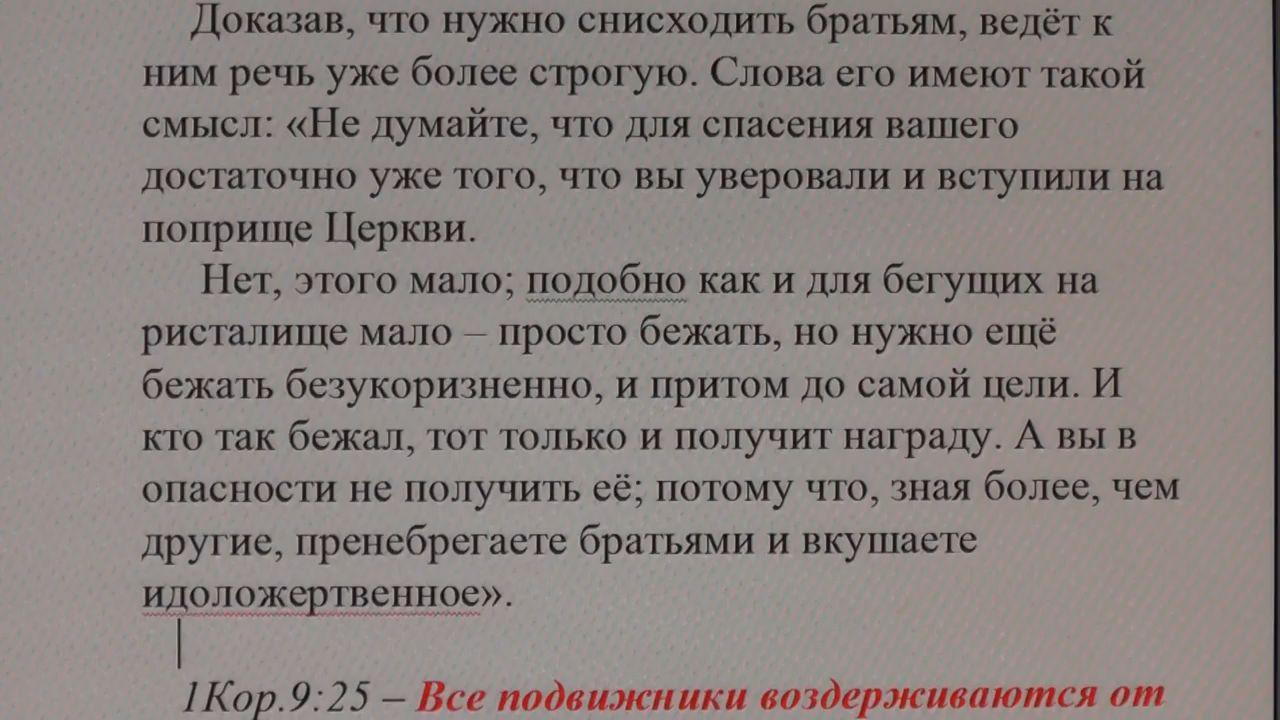 Доказав, что нужно снисходить братьям, ведёт к
ним речь уже более строгую. Слова его имеют такой
смысл: «Не думайте, что для спасения вашего
достаточно уже того, что вы уверовали и вступили на
поприще Церкви.
Нет, этого мало; подобно как и для бегущих на
ристалище мало – просто бежать, но нужно ещё
бежать безукоризненно, и притом до самой цели. И
кто так бежал, тот только и получит награду. А вы в
опасности не получить её; потому что, зная более, чем
другие, пренебрегаете братьями и вкушаете
идоложертвенное».
1Кор.9:25 – Все подвижники воздерживаются от